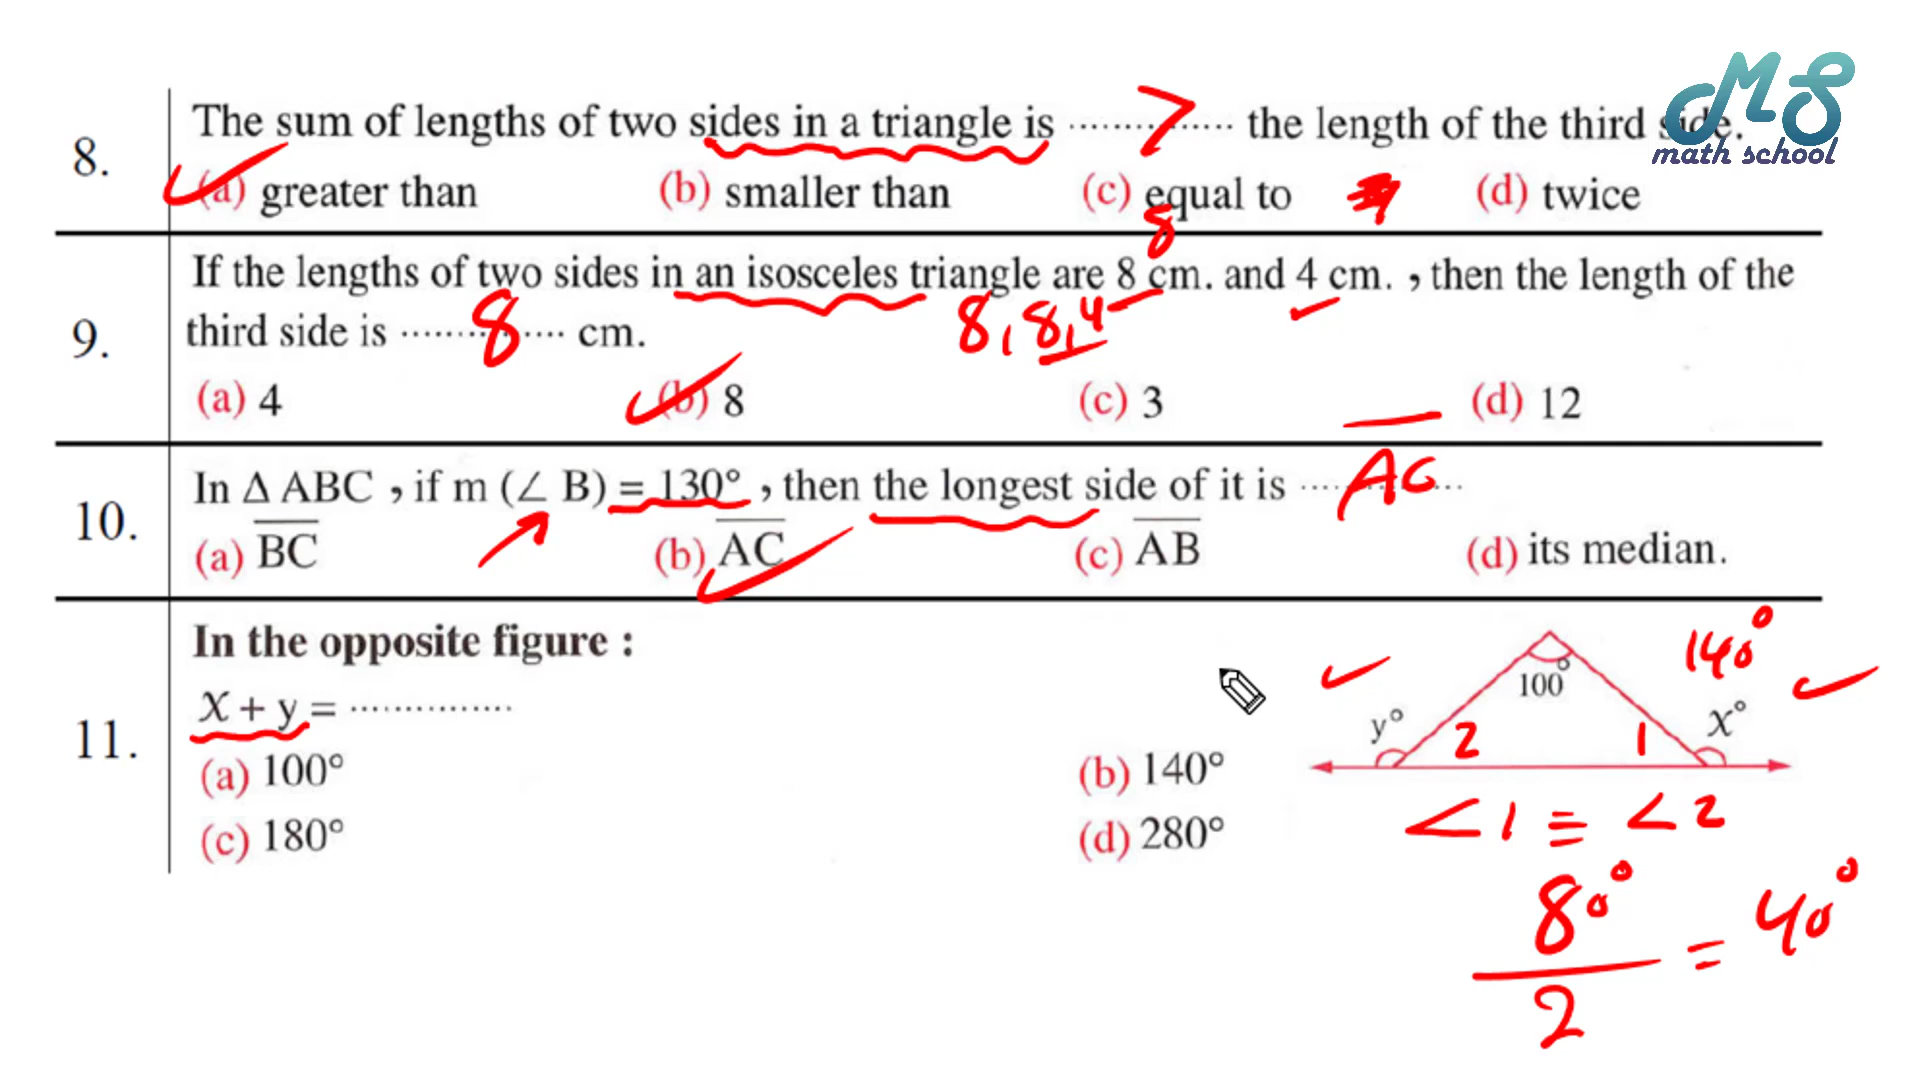 MS
math school
8. The sum of lengths of two sides in a triangle is ............... > the length of the third side.
(a) greater than (b) smaller than (c) equal to (d) twice
8
9. If the lengths of two sides in an isosceles triangle are 8 cm. and 4 cm. , then the length of the
third side is ............... 8 cm. 8, 8, 4
(a) 4 (b) 8 (c) 3 (d) 12
10. In Δ ABC , if m (∠ B) = 130° , then the longest side of it is ............... AC
(a) BC (b) AC (c) AB (d) its median.
11. In the opposite figure :
x + y = ...............
(a) 100° (b) 140°
(c) 180° (d) 280°
140°
100°
y° 2 1 x°
<1 = <2
80°
2
= 40°